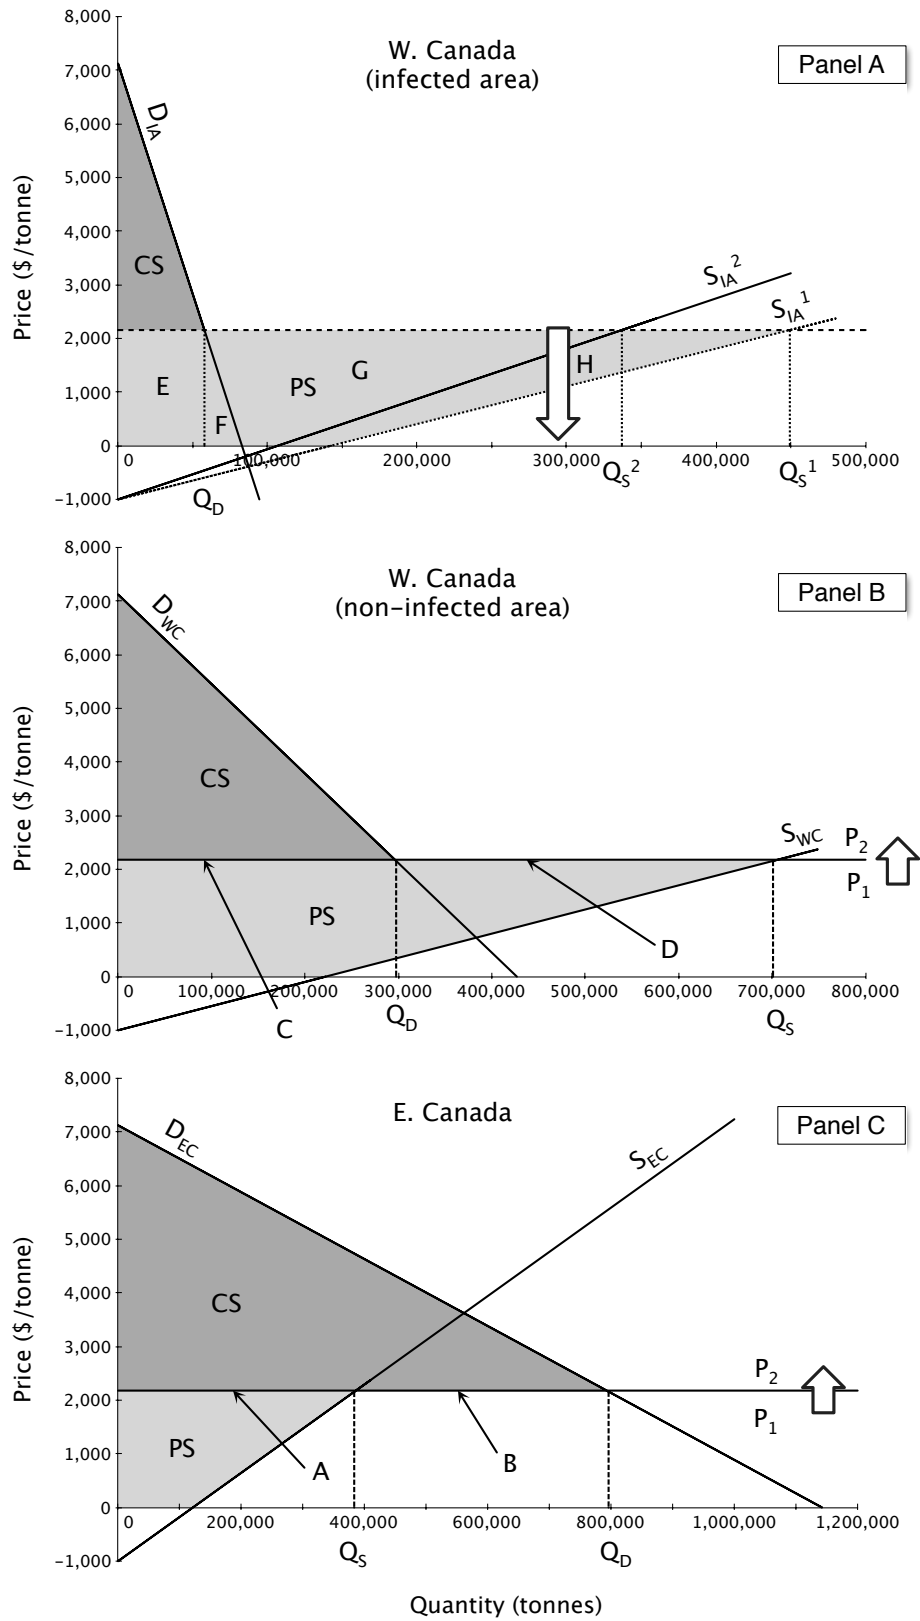 8,000
W. Canada
(infected area)
Panel A
7,000
D_IA
6,000
5,000
4,000
CS
3,000
S_IA^2
S_IA^1
2,000
E
PS
G
H
1,000
F
0
0
100,000
200,000
300,000
400,000
500,000
–1,000
Q_D
Q_S^2
Q_S^1
Price ($/tonne)
8,000
W. Canada
(non–infected area)
Panel B
7,000
D_WC
6,000
5,000
4,000
CS
3,000
S_WC
P_2
2,000
P_1
PS
1,000
D
0
0
100,000
200,000
300,000
400,000
500,000
600,000
700,000
800,000
–1,000
C
Q_D
Q_S
Price ($/tonne)
8,000
E. Canada
Panel C
7,000
D_EC
S_EC
6,000
5,000
4,000
CS
3,000
P_2
2,000
P_1
PS
A
B
1,000
0
0
200,000
400,000
600,000
800,000
1,000,000
1,200,000
–1,000
Q_S
Q_D
Price ($/tonne)
Quantity (tonnes)